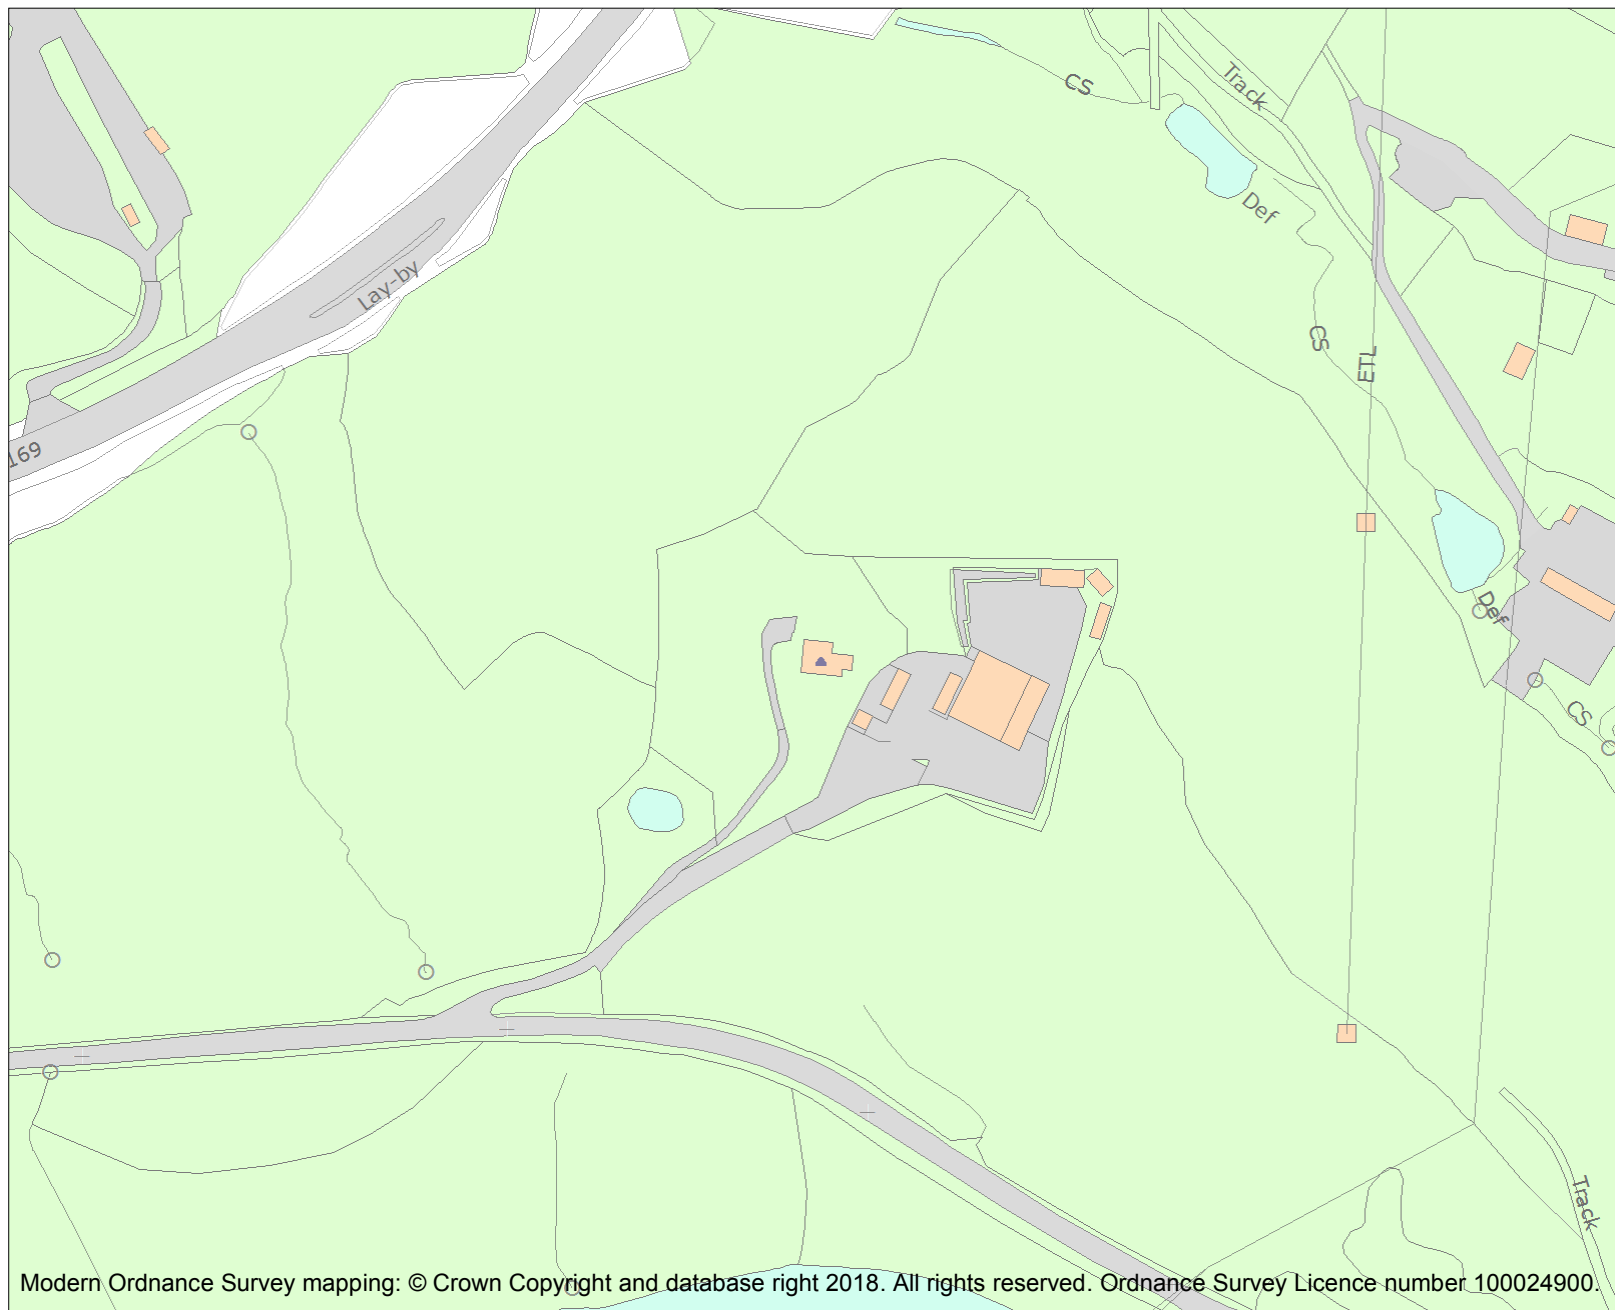 CS
Track
Def
Lay-by
CS
ETL
169
Def
CS
Track
Modern Ordnance Survey mapping: © Crown Copyright and database right 2018. All rights reserved. Ordnance Survey Licence number 100024900.